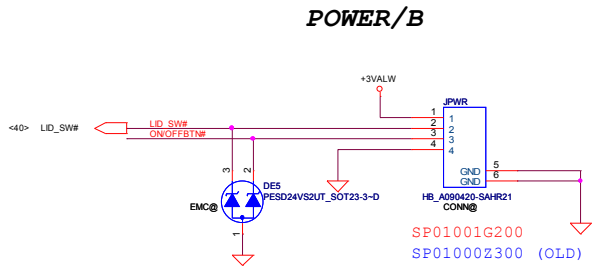 POWER/B
+3VALW
JPWR
<40> LID_SW#
LID_SW#
ON/OFFBTN#
1 1
2 2
3 3
4 4
GND 5
GND 6
3 2
DE5
PESD24VS2UT_SOT23-3~D
EMC@
1
HB_A090420-SAHR21
CONN@
SP01001G200
SP01000Z300 (OLD)